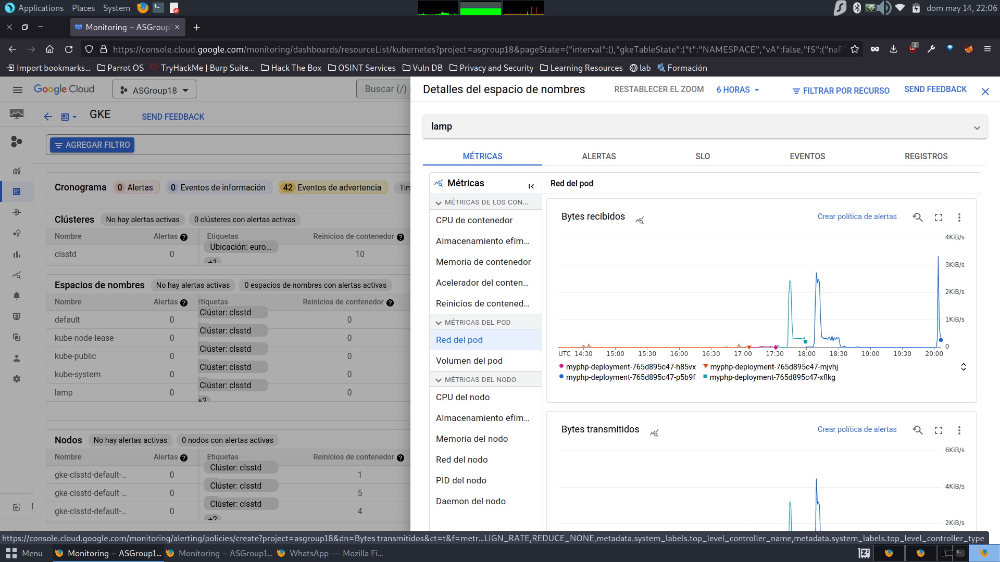 Applications Places System dom may 14, 22:06
Monitoring – ASGroup1
https://console.cloud.google.com/monitoring/dashboards/resourceList/kubernetes?project=asgroup18&pageState=("interval":(),"gkeTableState":("t":"NAMESPACE","vA":false,"fS":("naF 1
Import bookmarks... Parrot OS TryHackMe | Burp Suite... Hack The Box OSINT Services Vuln DB Privacy and Security Learning Resources lab Formación
Google Cloud ASGroup18 Buscar (/)
GKE SEND FEEDBACK
AGREGAR FILTRO
Cronograma 0 Alertas 0 Eventos de información 42 Eventos de advertencia Tim
Clústeres No hay alertas activas 0 clústeres con alertas activas
Nombre Alertas ? Etiquetas Reinicios de contenedor ?
clsstd 0 Ubicación: euro... 10
+1
Espacios de nombres No hay alertas activas 0 espacios de nombres con alertas activas
Nombre Alertas ? Etiquetas Reinicios de contenedor ?
default 0 Clúster: clsstd 0
kube-node-lease 0 Clúster: clsstd 0
kube-public 0 Clúster: clsstd 0
kube-system 0 Clúster: clsstd 0
lamp 0 Clúster: clsstd 0
+2
Nodos No hay alertas activas 0 nodos con alertas activas
Nombre Alertas ? Etiquetas Reinicios de contenedor ?
gke-clsstd-default-... 0 Clúster: clsstd 1
gke-clsstd-default-... 0 Clúster: clsstd 5
gke-clsstd-default-... 0 Clúster: clsstd 4
+2
Detalles del espacio de nombres RESTABLECER EL ZOOM 6 HORAS FILTRAR POR RECURSO SEND FEEDBACK
lamp
MÉTRICAS ALERTAS SLO EVENTOS REGISTROS
Métricas
MÉTRICAS DE LOS CON...
CPU de contenedor
Almacenamiento efím...
Memoria de contenedor
Acelerador del conten...
Reinicios de contened...
MÉTRICAS DEL POD
Red del pod
Volumen del pod
MÉTRICAS DEL NODO
CPU del nodo
Almacenamiento efím...
Memoria del nodo
Red del nodo
PID del nodo
Daemon del nodo
Red del pod
Bytes recibidos Crear política de alertas
4KiB/s
3KiB/s
2KiB/s
1KiB/s
0
UTC 14:30 15:00 15:30 16:00 16:30 17:00 17:30 18:00 18:30 19:00 19:30 20:00
myphp-deployment-765d895c47-h85vx myphp-deployment-765d895c47-mjvhj
myphp-deployment-765d895c47-p5b9f myphp-deployment-765d895c47-xflkg
Bytes transmitidos Crear política de alertas
6KiB/s
4KiB/s
2KiB/s
https://console.cloud.google.com/monitoring/alerting/policies/create?project=asgroup18&dn=Bytes transmitidos&ct=t&f=metr...LIGN_RATE,REDUCE_NONE,metadata.system_labels.top_level_controller_name,metadata.system_labels.top_level_controller_type
Menu Monitoring – ASGroup1... Monitoring – ASGroup1... WhatsApp — Mozilla Fi...